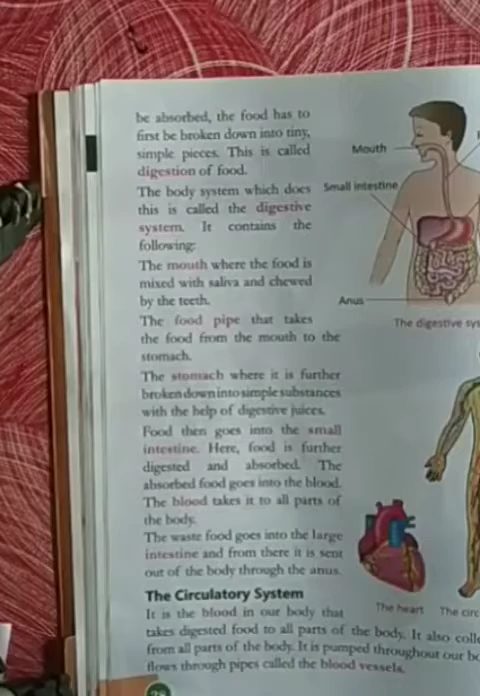 be absorbed, the food has to
first be broken down into tiny,
simple pieces. This is called
digestion of food.
The body system which does
this is called the digestive
system. It contains the
following:
The mouth where the food is
mixed with saliva and chewed
by the teeth.
The food pipe that takes
the food from the mouth to the
stomach.
The stomach where it is further
broken down into simple substances
with the help of digestive juices.
Food then goes into the small
intestine. Here, food is further
digested and absorbed. The
absorbed food goes into the blood.
The blood takes it to all parts of
the body.
The waste food goes into the large
intestine and from there it is sent
out of the body through the anus.
Mouth
Small intestine
Anus
The digestive sys
The heart
The circ
The Circulatory System
It is the blood in our body that
takes digested food to all parts of the body. It also colle
from all parts of the body. It is pumped throughout our bo
flows through pipes called the blood vessels.